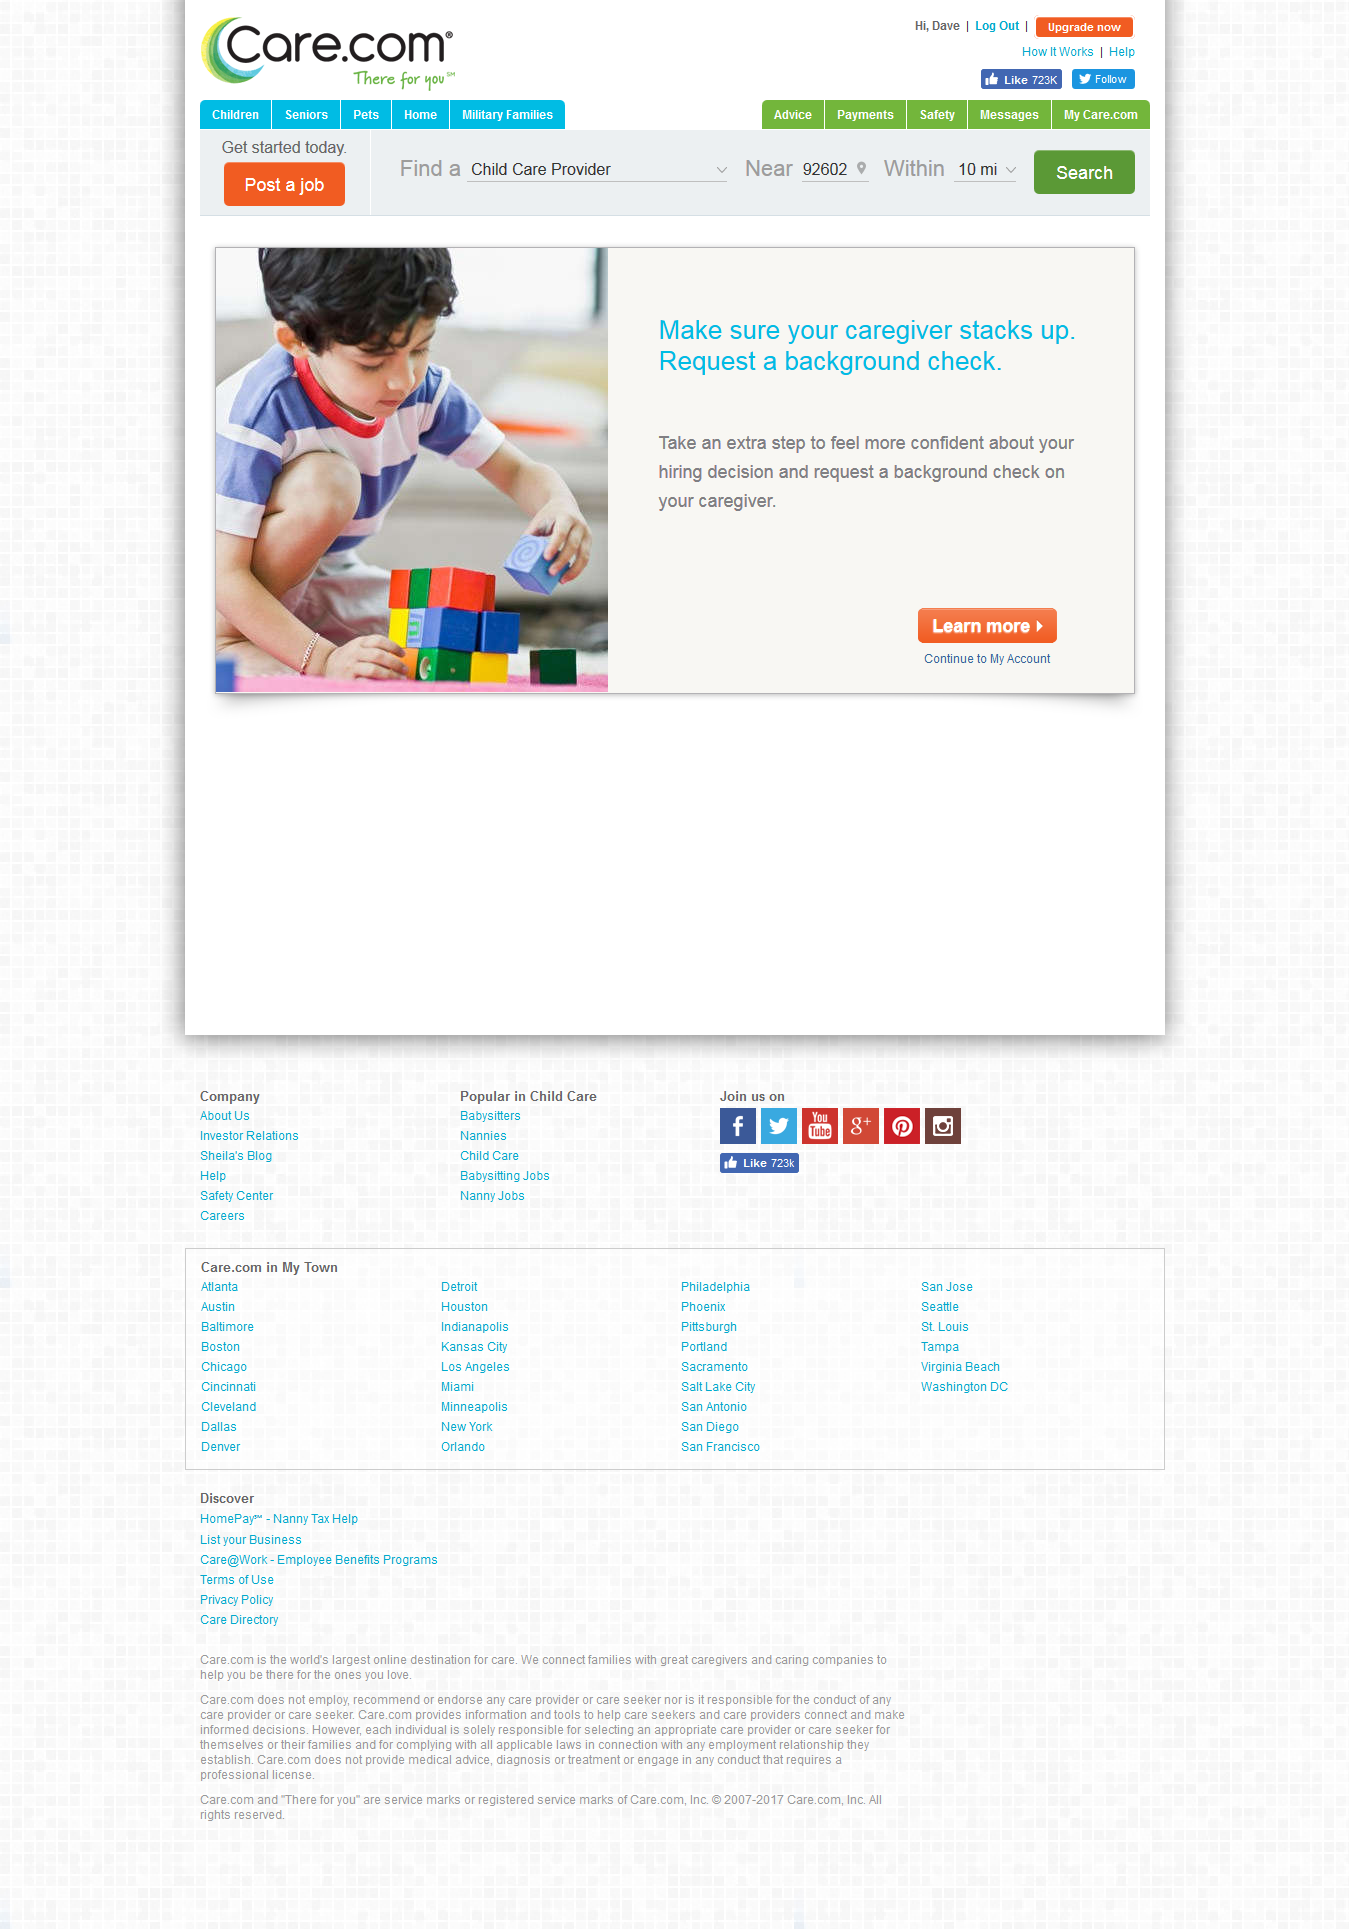 Care.com®
There for you℠
Hi, Dave | Log Out | Upgrade now
How It Works | Help
Like 723K Follow
Children Seniors Pets Home Military Families Advice Payments Safety Messages My Care.com
Get started today.
Post a job
Find a Child Care Provider Near 92602 Within 10 mi Search
Make sure your caregiver stacks up.
Request a background check.
Take an extra step to feel more confident about your
hiring decision and request a background check on
your caregiver.
Learn more
Continue to My Account
Company
About Us
Investor Relations
Sheila's Blog
Help
Safety Center
Careers
Popular in Child Care
Babysitters
Nannies
Child Care
Babysitting Jobs
Nanny Jobs
Join us on
You Tube g+
Like 723k
Care.com in My Town
Atlanta
Austin
Baltimore
Boston
Chicago
Cincinnati
Cleveland
Dallas
Denver
Detroit
Houston
Indianapolis
Kansas City
Los Angeles
Miami
Minneapolis
New York
Orlando
Philadelphia
Phoenix
Pittsburgh
Portland
Sacramento
Salt Lake City
San Antonio
San Diego
San Francisco
San Jose
Seattle
St. Louis
Tampa
Virginia Beach
Washington DC
Discover
HomePay℠ - Nanny Tax Help
List your Business
Care@Work - Employee Benefits Programs
Terms of Use
Privacy Policy
Care Directory
Care.com is the world's largest online destination for care. We connect families with great caregivers and caring companies to
help you be there for the ones you love.
Care.com does not employ, recommend or endorse any care provider or care seeker nor is it responsible for the conduct of any
care provider or care seeker. Care.com provides information and tools to help care seekers and care providers connect and make
informed decisions. However, each individual is solely responsible for selecting an appropriate care provider or care seeker for
themselves or their families and for complying with all applicable laws in connection with any employment relationship they
establish. Care.com does not provide medical advice, diagnosis or treatment or engage in any conduct that requires a
professional license.
Care.com and "There for you" are service marks or registered service marks of Care.com, Inc. © 2007-2017 Care.com, Inc. All
rights reserved.